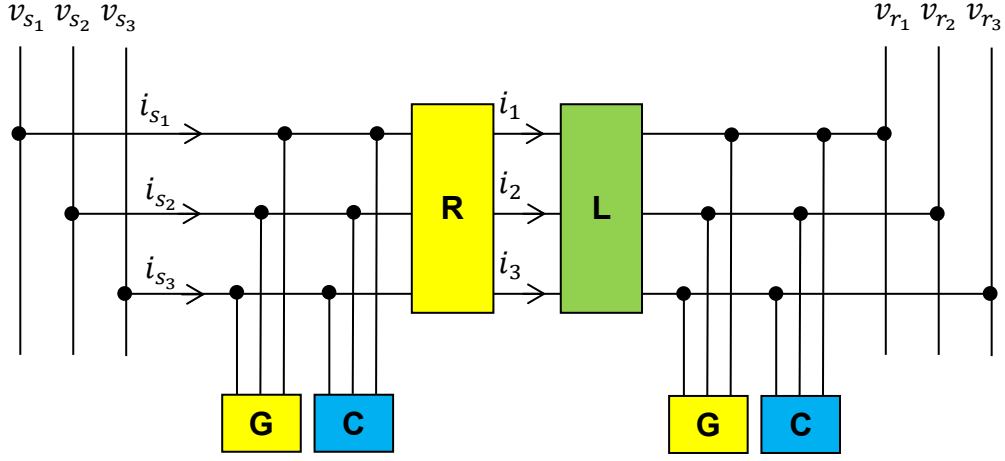 v_{s_1} v_{s_2} v_{s_3} v_{r_1} v_{r_2} v_{r_3}
i_{s_1} i_1
i_{s_2} R i_2 L
i_{s_3} i_3
G C G C